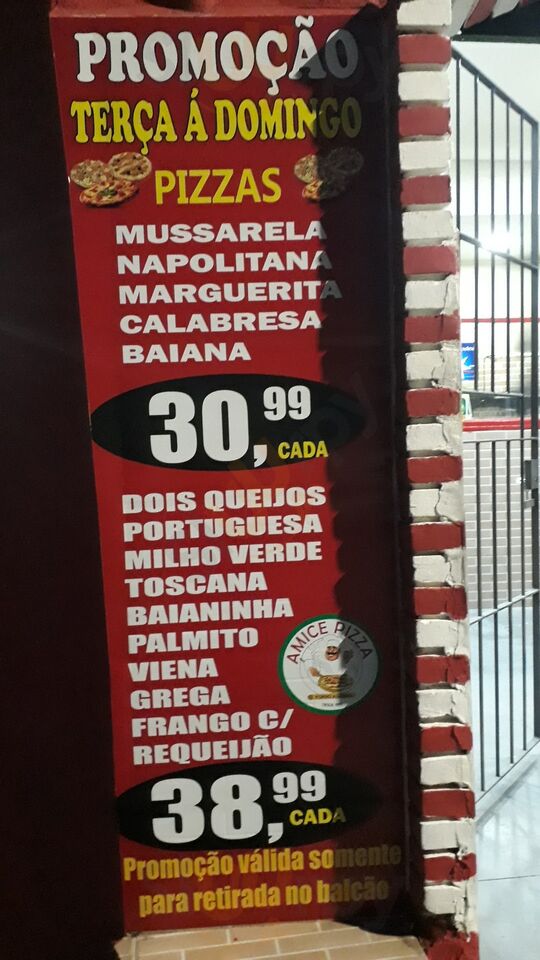 PROMOÇÃO
TERÇA Á DOMINGO
PIZZAS
MUSSARELA
NAPOLITANA
MARGUERITA
CALABRESA
BAIANA
30,99
CADA
DOIS QUEIJOS
PORTUGUESA
MILHO VERDE
TOSCANA
BAIANINHA
PALMITO
VIENA
GREGA
FRANGO C/
REQUEIJÃO
AMICE PIZZA
38,99
CADA
Promoção válida somente
para retirada no balcão